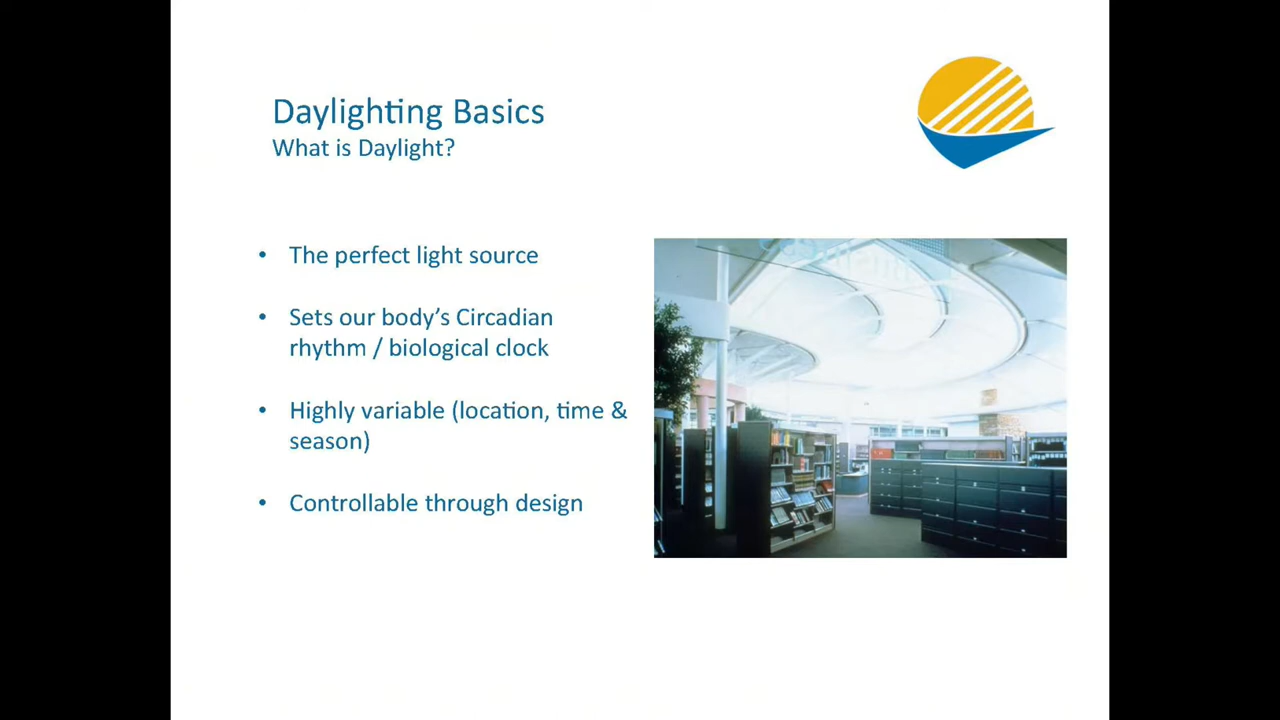 Daylighting Basics
What is Daylight?
• The perfect light source
• Sets our body’s Circadian
rhythm / biological clock
• Highly variable (location, time &
season)
• Controllable through design